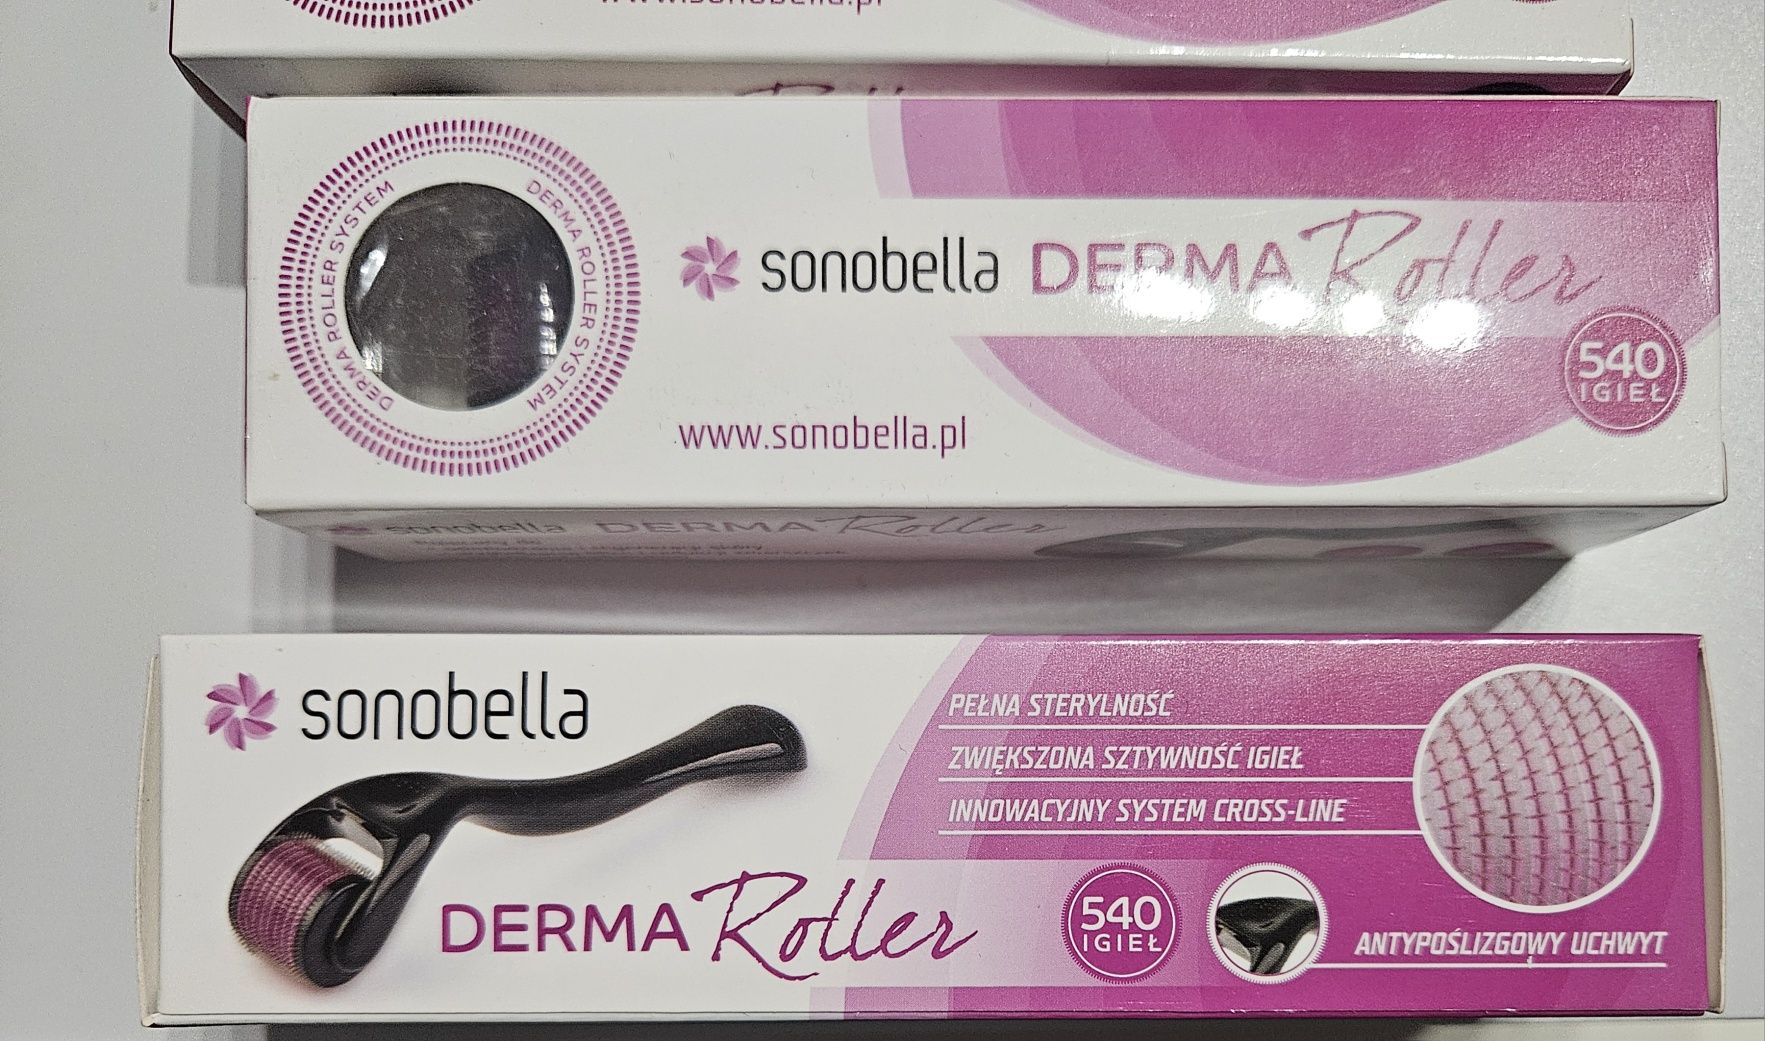 www.sonobella.pl
DERMA ROLLER SYSTEM
DERMA ROLLER SYSTEM
sonobella DERMA Roller
540
IGIEŁ
www.sonobella.pl
sonobella DERMA Roller
sonobella
PEŁNA STERYLNOŚĆ
ZWIĘKSZONA SZTYWNOŚĆ IGIEŁ
INNOWACYJNY SYSTEM CROSS-LINE
DERMA Roller
540
IGIEŁ
ANTYPOŚLIZGOWY UCHWYT